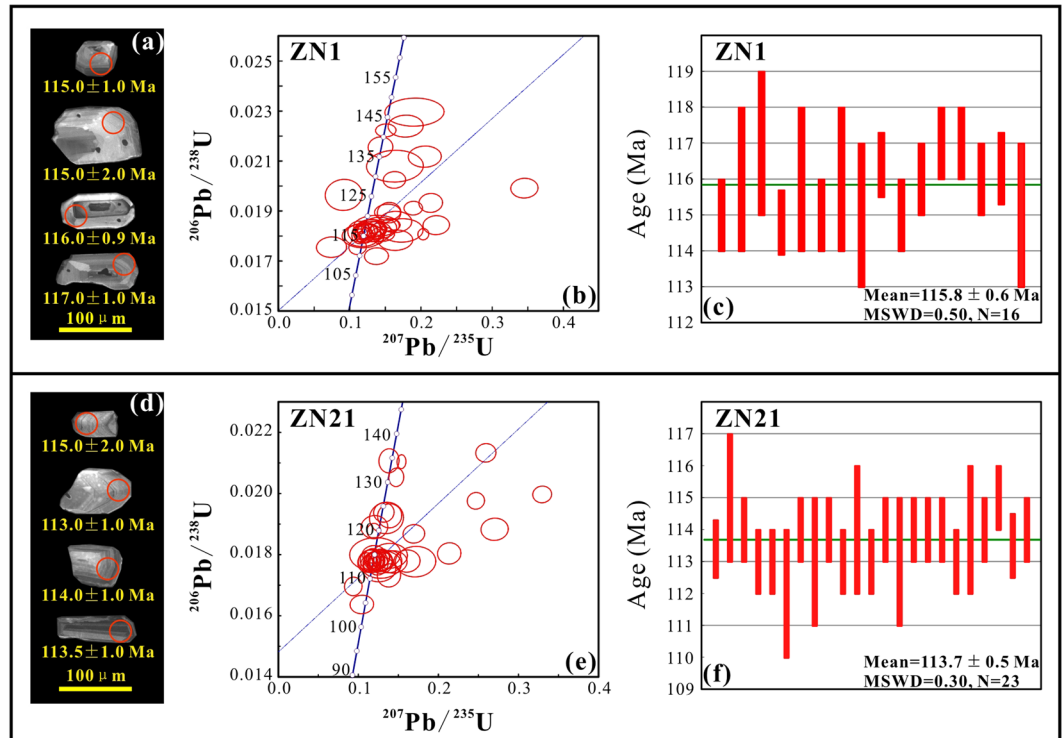 (a)
115.0±1.0 Ma
115.0±2.0 Ma
116.0±0.9 Ma
117.0±1.0 Ma
100 μm
ZN1
0.025
0.023
0.021
0.019
0.017
0.015
206Pb/238U
155
145
135
125
115
105
0.0
0.1
0.2
0.3
0.4
207Pb/235U
(b)
ZN1
119
118
117
116
115
114
113
112
Age (Ma)
Mean=115.8 ± 0.6 Ma
MSWD=0.50, N=16
(c)
(d)
115.0±2.0 Ma
113.0±1.0 Ma
114.0±1.0 Ma
113.5±1.0 Ma
100 μm
ZN21
0.022
0.020
0.018
0.016
0.014
206Pb/238U
140
130
120
110
100
90
0.0
0.1
0.2
0.3
0.4
207Pb/235U
(e)
ZN21
117
116
115
114
113
112
111
110
109
Age (Ma)
Mean=113.7 ± 0.5 Ma
MSWD=0.30, N=23
(f)